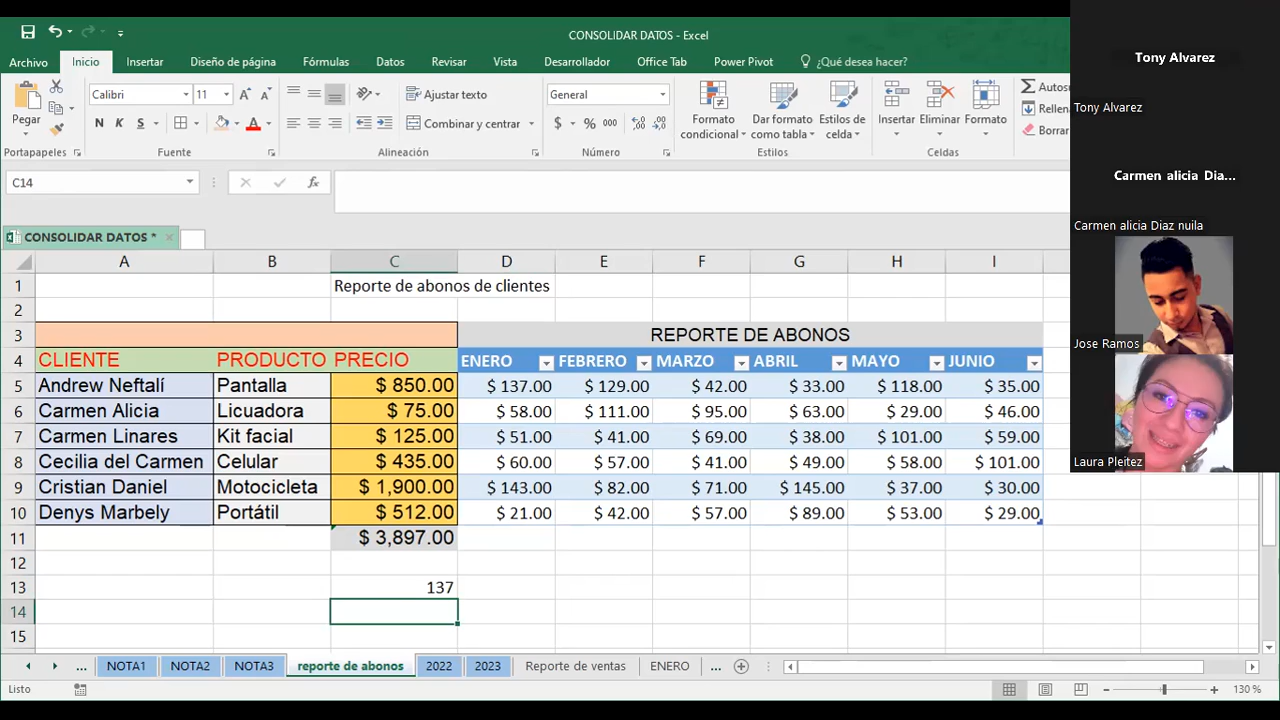 CONSOLIDAR DATOS - Excel
Archivo Inicio Insertar Diseño de página Fórmulas Datos Revisar Vista Desarrollador Office Tab Power Pivot ¿Qué desea hacer?
Pegar
Portapapeles
Calibri 11
N K S
Fuente
Ajustar texto
Combinar y centrar
Alineación
General
$ % 000
Número
Formato condicional
Dar formato como tabla
Estilos de celda
Estilos
Insertar Eliminar Formato
Celdas
Autos
Rellen
Borrar
C14
fx
CONSOLIDAR DATOS *
A B C D E F G H I
1 Reporte de abonos de clientes
2
3 REPORTE DE ABONOS
4 CLIENTE PRODUCTO PRECIO ENERO FEBRERO MARZO ABRIL MAYO JUNIO
5 Andrew Neftalí Pantalla $ 850.00 $ 137.00 $ 129.00 $ 42.00 $ 33.00 $ 118.00 $ 35.00
6 Carmen Alicia Licuadora $ 75.00 $ 58.00 $ 111.00 $ 95.00 $ 63.00 $ 29.00 $ 46.00
7 Carmen Linares Kit facial $ 125.00 $ 51.00 $ 41.00 $ 69.00 $ 38.00 $ 101.00 $ 59.00
8 Cecilia del Carmen Celular $ 435.00 $ 60.00 $ 57.00 $ 41.00 $ 49.00 $ 58.00 $ 101.00
9 Cristian Daniel Motocicleta $ 1,900.00 $ 143.00 $ 82.00 $ 71.00 $ 145.00 $ 37.00 $ 30.00
10 Denys Marbely Portátil $ 512.00 $ 21.00 $ 42.00 $ 57.00 $ 89.00 $ 53.00 $ 29.00
11 $ 3,897.00
12
13 137
14
15
... NOTA1 NOTA2 NOTA3 reporte de abonos 2022 2023 Reporte de ventas ENERO ...
Listo
130 %
Tony Alvarez
Tony Alvarez
Carmen alicia Dia...
Carmen alicia Diaz nuila
Jose Ramos
Laura Pleitez